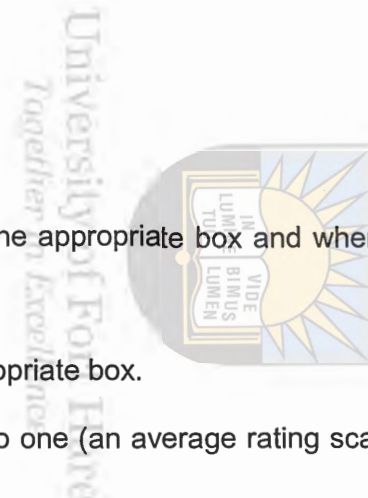 University of Fort Hare
Together in Excellence
IN
LUMINE
TUO
VIDE
BIMUS
LUMEN
he appropriate box and wher
opriate box.
o one (an average rating sca